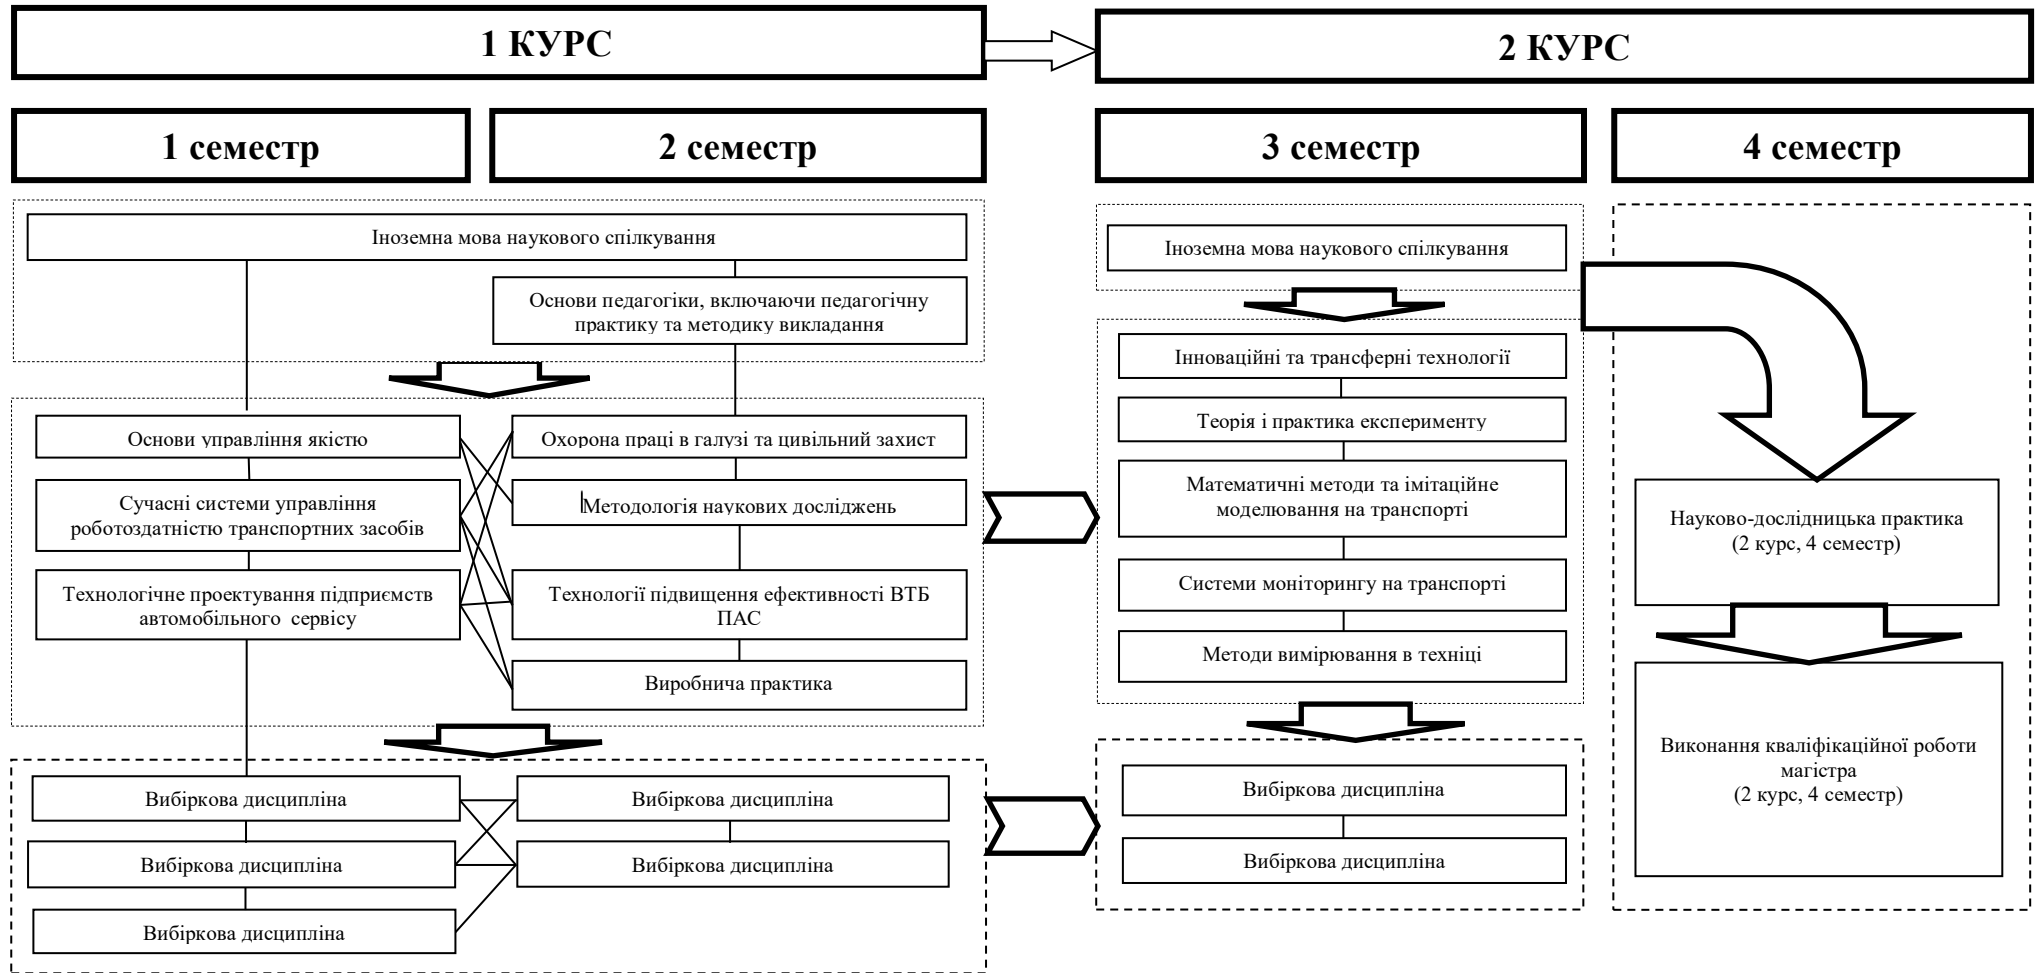 1 КУРС
2 КУРС
1 семестр
2 семестр
3 семестр
4 семестр
Іноземна мова наукового спілкування
Основи педагогіки, включаючи педагогічну
практику та методику викладання
Основи управління якістю
Сучасні системи управління
роботоздатністю транспортних засобів
Технологічне проектування підприємств
автомобільного сервісу
Охорона праці в галузі та цивільний захист
Методологія наукових досліджень
Технології підвищення ефективності ВТБ
ПАС
Виробнича практика
Вибіркова дисципліна
Вибіркова дисципліна
Вибіркова дисципліна
Вибіркова дисципліна
Вибіркова дисципліна
Іноземна мова наукового спілкування
Інноваційні та трансферні технології
Теорія і практика експерименту
Математичні методи та імітаційне
моделювання на транспорті
Системи моніторингу на транспорті
Методи вимірювання в техніці
Вибіркова дисципліна
Вибіркова дисципліна
Науково-дослідницька практика
(2 курс, 4 семестр)
Виконання кваліфікаційної роботи
магістра
(2 курс, 4 семестр)